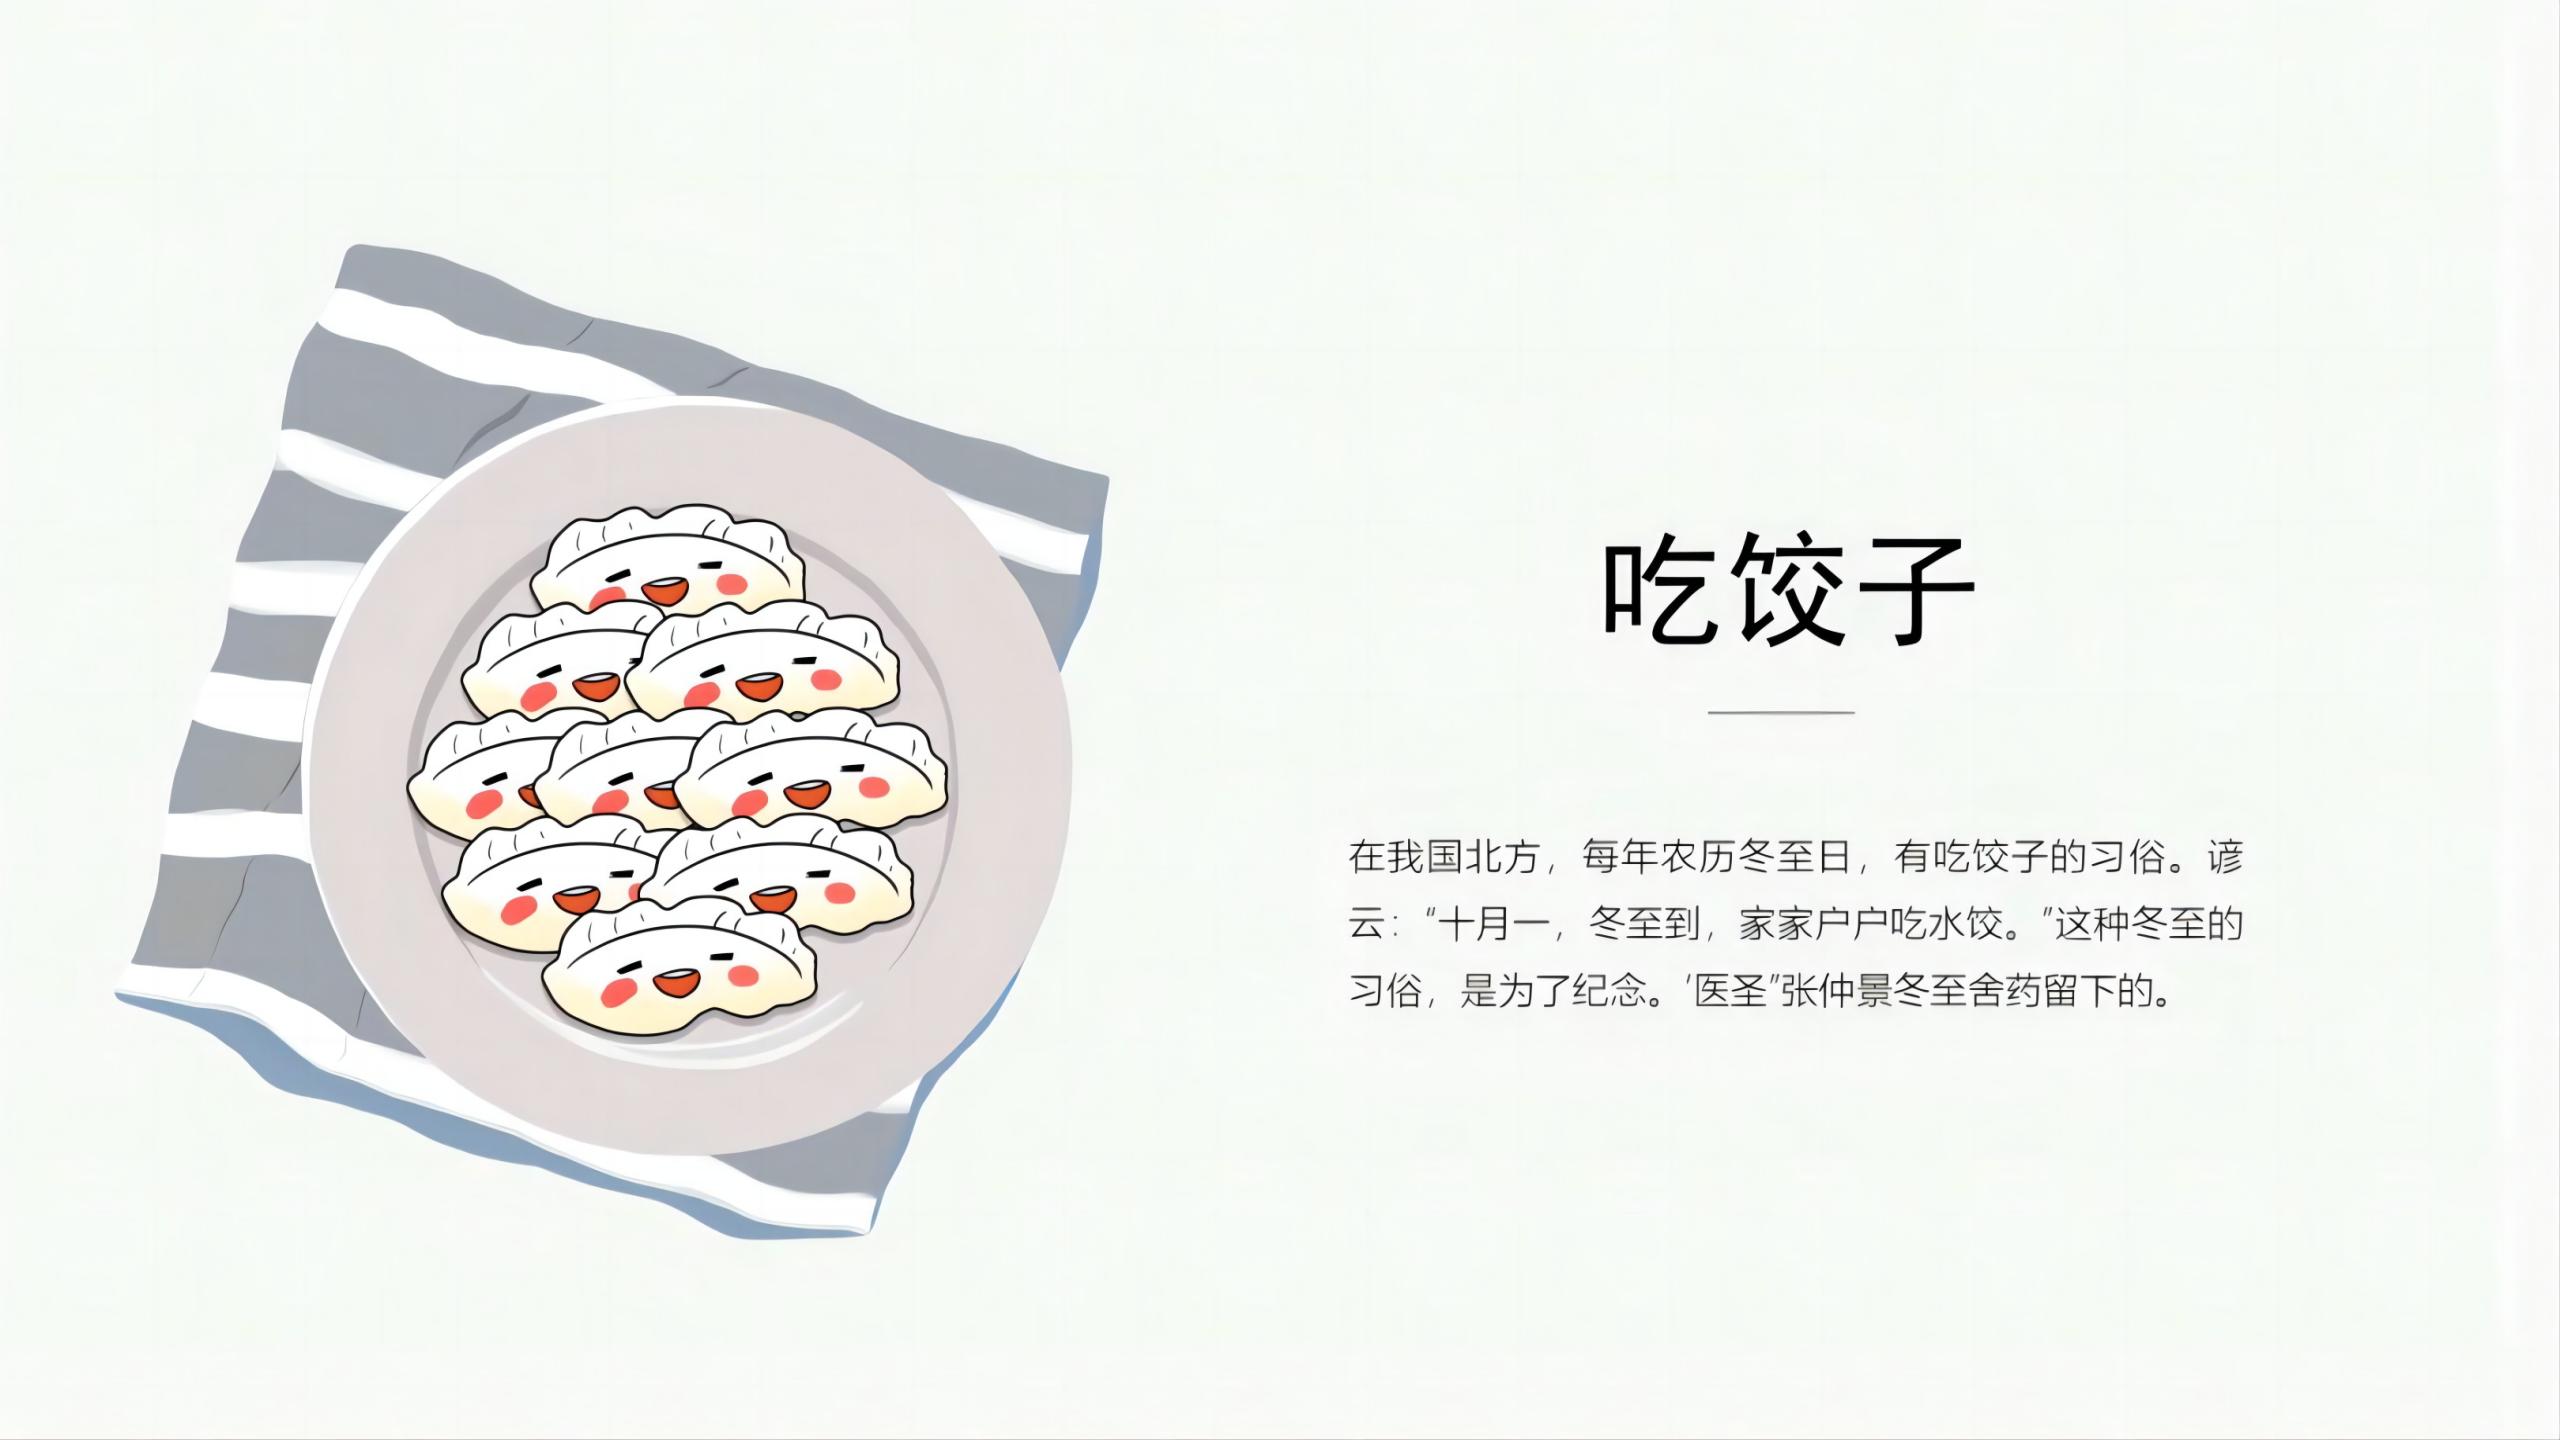 吃饺子
在我国北方，每年农历冬至日，有吃饺子的习俗。谚
云：“十月一，冬至到，家家户户吃水饺。”这种冬至的
习俗，是为了纪念。‘医圣”张仲景冬至舍药留下的。